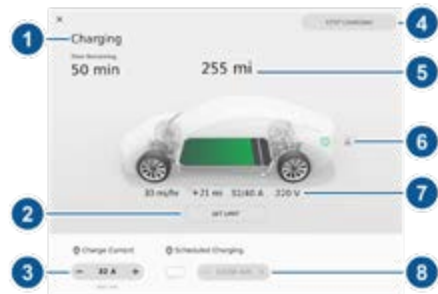 ×
1
Charging
STOP CHARGING
4
Time Remaining
50 min
255 mi
5
6
30 mi/hr +21 mi 32/40 A 220 V
7
2
SET LIMIT
Charge Current
Scheduled Charging
3
− 32 A +
8